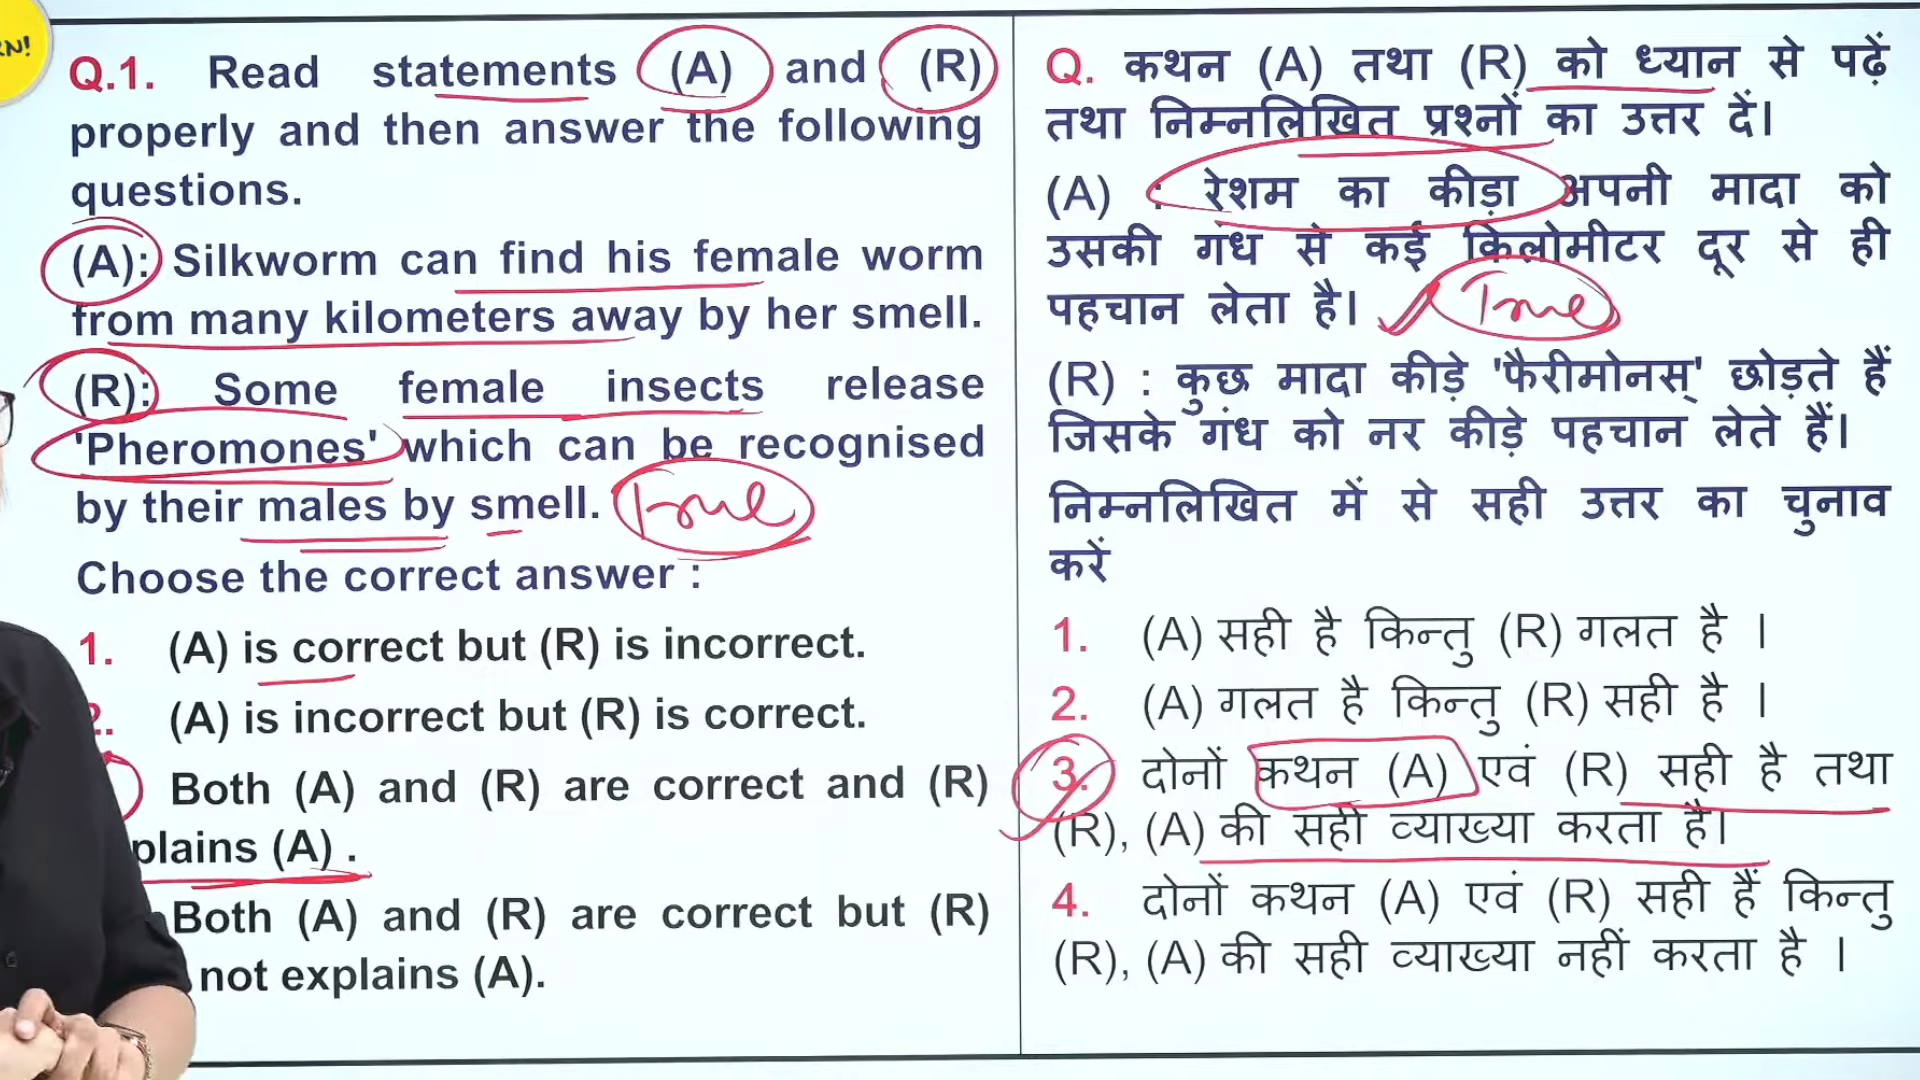 RN!
Q.1. Read statements (A) and (R)
properly and then answer the following
questions.
(A): Silkworm can find his female worm
from many kilometers away by her smell.
(R): Some female insects release
'Pheromones' which can be recognised
by their males by smell. True
Choose the correct answer :
1. (A) is correct but (R) is incorrect.
2. (A) is incorrect but (R) is correct.
Both (A) and (R) are correct and (R)
plains (A) .
Both (A) and (R) are correct but (R)
not explains (A).
Q. कथन (A) तथा (R) को ध्यान से पढ़ें
तथा निम्नलिखित प्रश्नों का उत्तर दें।
(A) : रेशम का कीड़ा अपनी मादा को
उसकी गंध से कई किलोमीटर दूर से ही
पहचान लेता है। True
(R) : कुछ मादा कीड़े 'फैरीमोनस्' छोड़ते हैं
जिसके गंध को नर कीड़े पहचान लेते हैं।
निम्नलिखित में से सही उत्तर का चुनाव
करें
1. (A) सही है किन्तु (R) गलत है ।
2. (A) गलत है किन्तु (R) सही है ।
3. दोनों कथन (A) एवं (R) सही है तथा
(R), (A) की सही व्याख्या करता है।
4. दोनों कथन (A) एवं (R) सही हैं किन्तु
(R), (A) की सही व्याख्या नहीं करता है ।